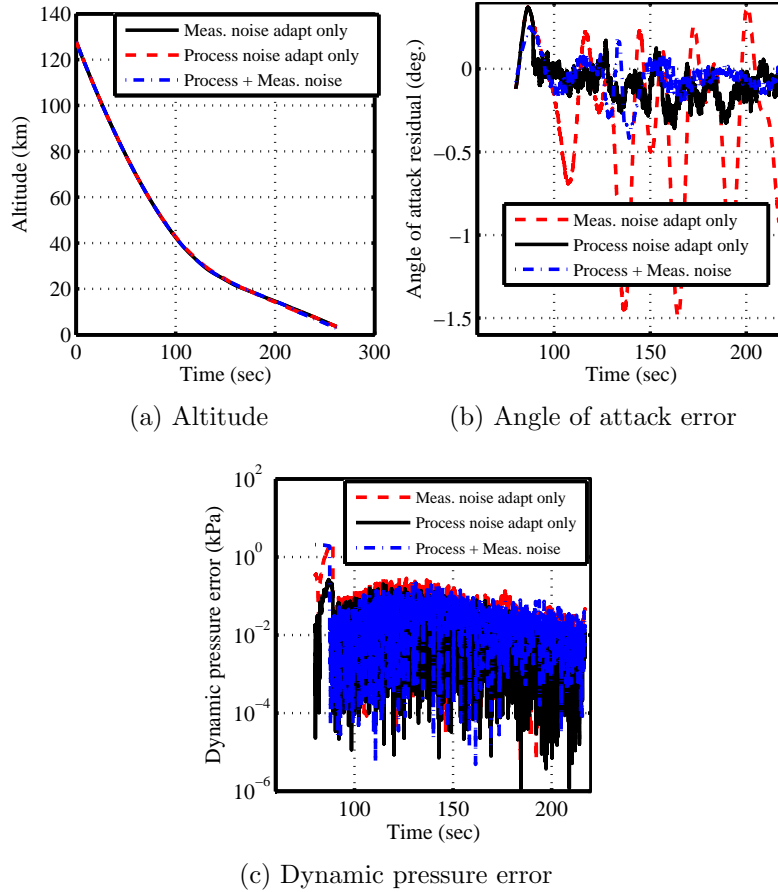 140
120
100
80
60
40
20
0
Altitude (km)
0 100 200 300
Time (sec)
Meas. noise adapt only
Process noise adapt only
Process + Meas. noise
(a) Altitude
0
−0.5
−1
−1.5
Angle of attack residual (deg.)
100 150 200
Time (sec)
Meas. noise adapt only
Process noise adapt only
Process + Meas. noise
(b) Angle of attack error
10^2
10^0
10^−2
10^−4
10^−6
Dynamic pressure error (kPa)
100 150 200
Time (sec)
Meas. noise adapt only
Process noise adapt only
Process + Meas. noise
(c) Dynamic pressure error